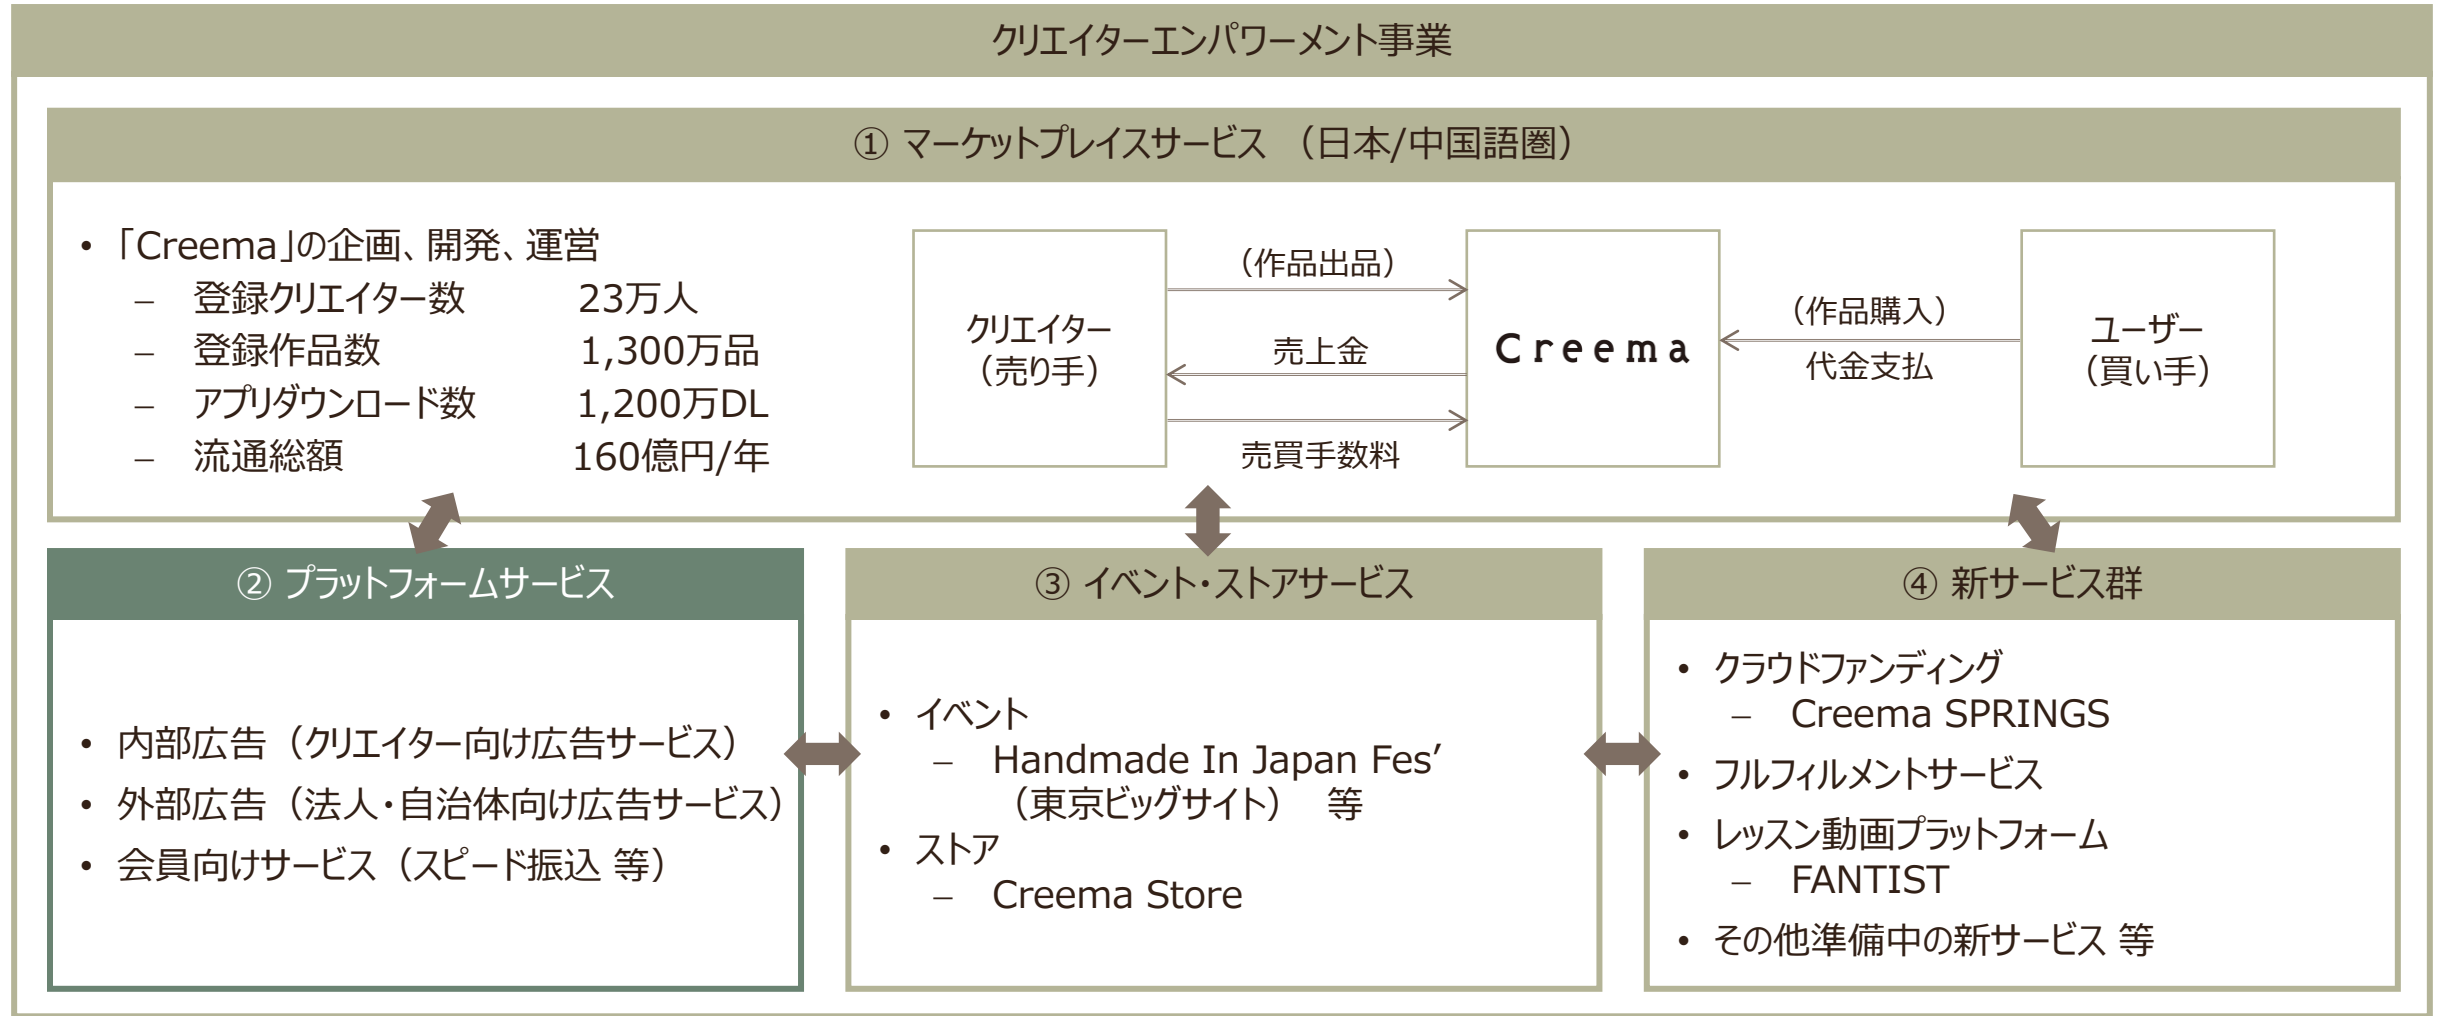 クリエイターエンパワーメント事業
① マーケットプレイスサービス （日本/中国語圏）
• 「Creema」の企画、開発、運営
– 登録クリエイター数 23万人
– 登録作品数 1,300万品
– アプリダウンロード数 1,200万DL
– 流通総額 160億円/年
クリエイター
（売り手）
（作品出品）
売上金
売買手数料
Creema
（作品購入）
代金支払
ユーザー
（買い手）
② プラットフォームサービス
• 内部広告（クリエイター向け広告サービス）
• 外部広告（法人・自治体向け広告サービス）
• 会員向けサービス（スピード振込 等）
③ イベント・ストアサービス
• イベント
– Handmade In Japan Fes’
（東京ビッグサイト） 等
• ストア
– Creema Store
④ 新サービス群
• クラウドファンディング
– Creema SPRINGS
• フルフィルメントサービス
• レッスン動画プラットフォーム
– FANTIST
• その他準備中の新サービス 等